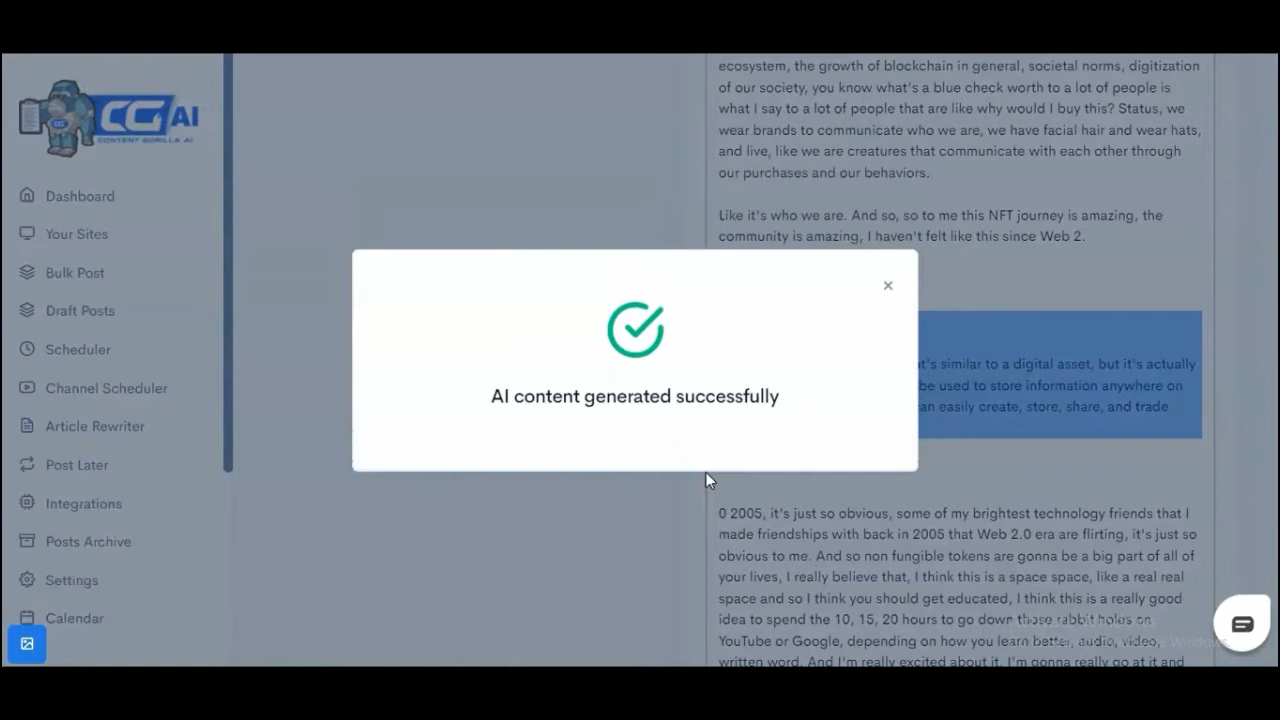 CG AI
CONTENT GORILLA AI
Dashboard
Your Sites
Bulk Post
Draft Posts
Scheduler
Channel Scheduler
Article Rewriter
Post Later
Integrations
Posts Archive
Settings
Calendar
ecosystem, the growth of blockchain in general, societal norms, digitization
of our society, you know what's a blue check worth to a lot of people is
what I say to a lot of people that are like why would I buy this? Status, we
wear brands to communicate who we are, we have facial hair and wear hats,
and live, like we are creatures that communicate with each other through
our purchases and our behaviors.
Like it's who we are. And so, so to me this NFT journey is amazing, the
community is amazing, I haven't felt like this since Web 2.
AI content generated successfully
similar to a digital asset, but it's actually
be used to store information anywhere on
easily create, store, share, and trade
0 2005, it's just so obvious, some of my brightest technology friends that I
made friendships with back in 2005 that Web 2.0 era are flirting, it's just so
obvious to me. And so non fungible tokens are gonna be a big part of all of
your lives, I really believe that, I think this is a space space, like a real real
space and so I think you should get educated, I think this is a really good
idea to spend the 10, 15, 20 hours to go down those rabbit holes on
YouTube or Google, depending on how you learn better, audio, video,
written word. And I'm really excited about it. I'm gonna really go at it and